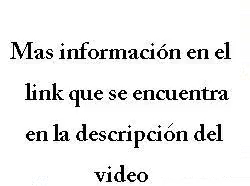 Mas información en el
link que se encuentra
en la descripción del
video